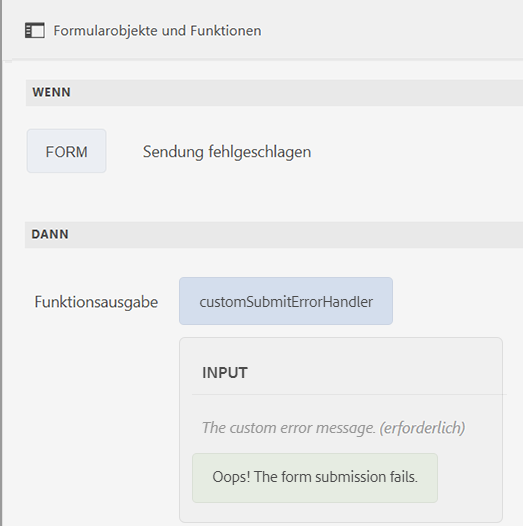 Formularobjekte und Funktionen
WENN
FORM Sendung fehlgeschlagen
DANN
Funktionsausgabe customSubmitErrorHandler
INPUT
The custom error message. (erforderlich)
Oops! The form submission fails.